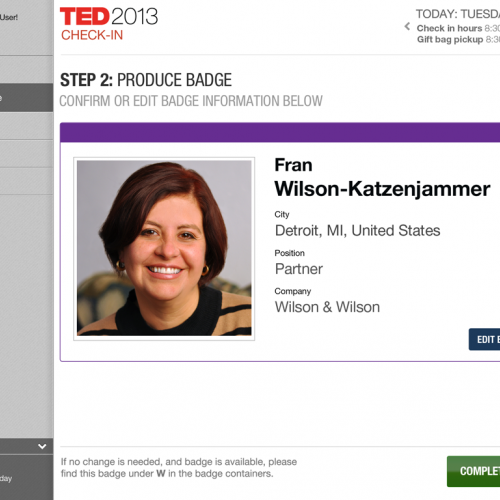 User!
TED2013
CHECK-IN
TODAY: TUESDA
Check in hours 8:30
Gift bag pickup 8:30
STEP 2: PRODUCE BADGE
CONFIRM OR EDIT BADGE INFORMATION BELOW
Fran
Wilson-Katzenjammer
City
Detroit, MI, United States
Position
Partner
Company
Wilson & Wilson
EDIT
If no change is needed, and badge is available, please
find this badge under W in the badge containers.
COMPLET
day